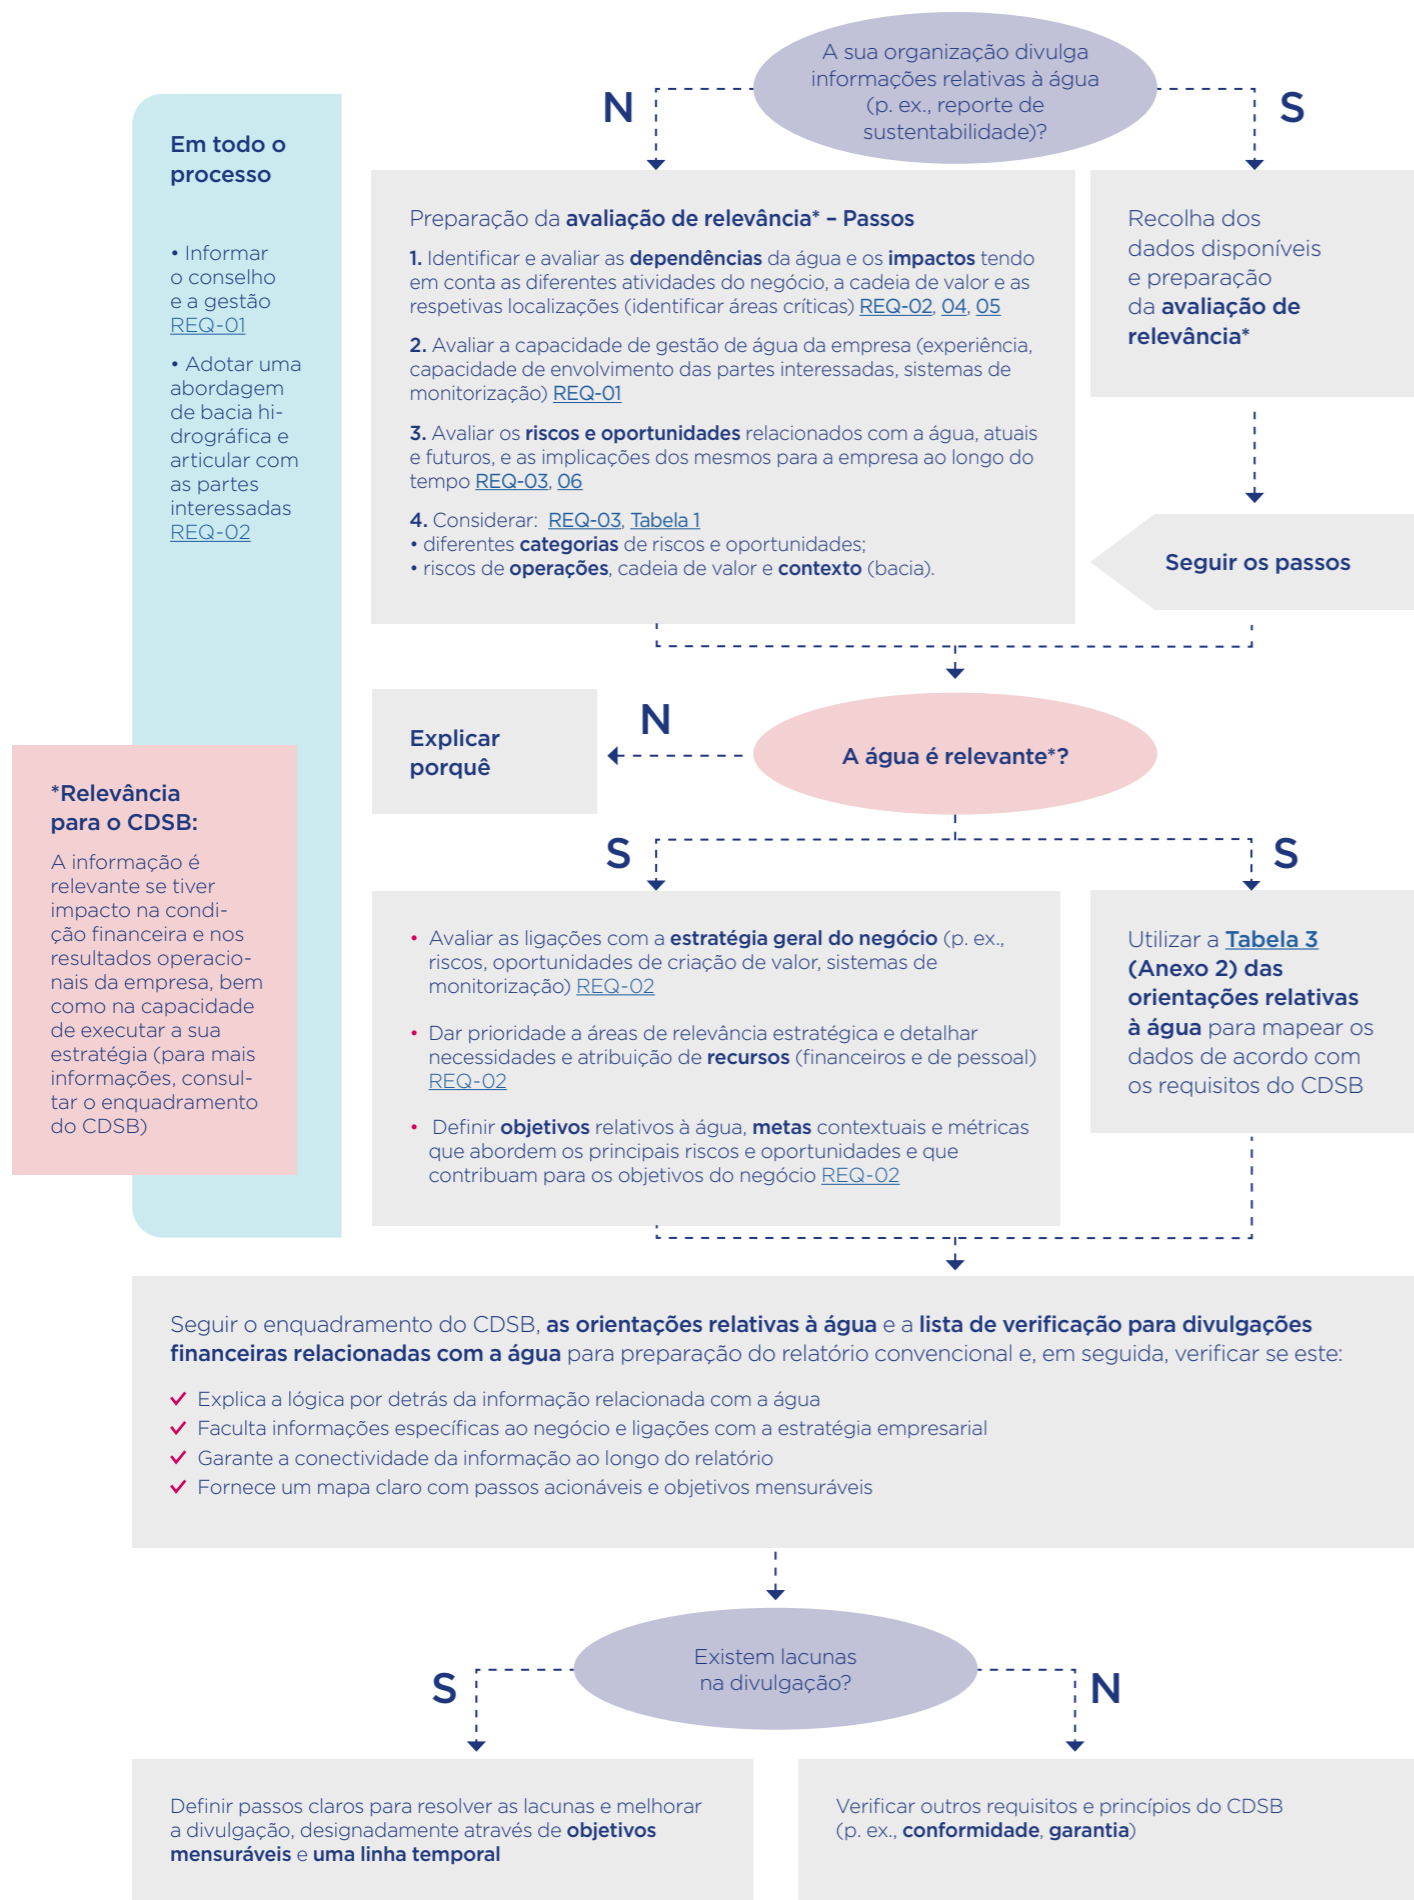 A sua organização divulga
informações relativas à água
(p. ex., reporte de
sustentabilidade)?
N
S
Em todo o
processo
• Informar
o conselho
e a gestão
REQ-01
• Adotar uma
abordagem
de bacia hi-
drográfica e
articular com
as partes
interessadas
REQ-02
Preparação da avaliação de relevância* – Passos
1. Identificar e avaliar as dependências da água e os impactos tendo
em conta as diferentes atividades do negócio, a cadeia de valor e as
respetivas localizações (identificar áreas críticas) REQ-02, 04, 05
2. Avaliar a capacidade de gestão de água da empresa (experiência,
capacidade de envolvimento das partes interessadas, sistemas de
monitorização) REQ-01
3. Avaliar os riscos e oportunidades relacionados com a água, atuais
e futuros, e as implicações dos mesmos para a empresa ao longo do
tempo REQ-03, 06
4. Considerar: REQ-03, Tabela 1
• diferentes categorias de riscos e oportunidades;
• riscos de operações, cadeia de valor e contexto (bacia).
Recolha dos
dados disponíveis
e preparação
da avaliação de
relevância*
Seguir os passos
A água é relevante*?
N
Explicar
porquê
*Relevância
para o CDSB:
A informação é
relevante se tiver
impacto na condi-
ção financeira e nos
resultados operacio-
nais da empresa, bem
como na capacidade
de executar a sua
estratégia (para mais
informações, consul-
tar o enquadramento
do CDSB)
S
S
• Avaliar as ligações com a estratégia geral do negócio (p. ex.,
riscos, oportunidades de criação de valor, sistemas de
monitorização) REQ-02
• Dar prioridade a áreas de relevância estratégica e detalhar
necessidades e atribuição de recursos (financeiros e de pessoal)
REQ-02
• Definir objetivos relativos à água, metas contextuais e métricas
que abordem os principais riscos e oportunidades e que
contribuam para os objetivos do negócio REQ-02
Utilizar a Tabela 3
(Anexo 2) das
orientações relativas
à água para mapear os
dados de acordo com
os requisitos do CDSB
Seguir o enquadramento do CDSB, as orientações relativas à água e a lista de verificação para divulgações
financeiras relacionadas com a água para preparação do relatório convencional e, em seguida, verificar se este:
✓ Explica a lógica por detrás da informação relacionada com a água
✓ Faculta informações específicas ao negócio e ligações com a estratégia empresarial
✓ Garante a conectividade da informação ao longo do relatório
✓ Fornece um mapa claro com passos acionáveis e objetivos mensuráveis
Existem lacunas
na divulgação?
S
N
Definir passos claros para resolver as lacunas e melhorar
a divulgação, designadamente através de objetivos
mensuráveis e uma linha temporal
Verificar outros requisitos e princípios do CDSB
(p. ex., conformidade, garantia)